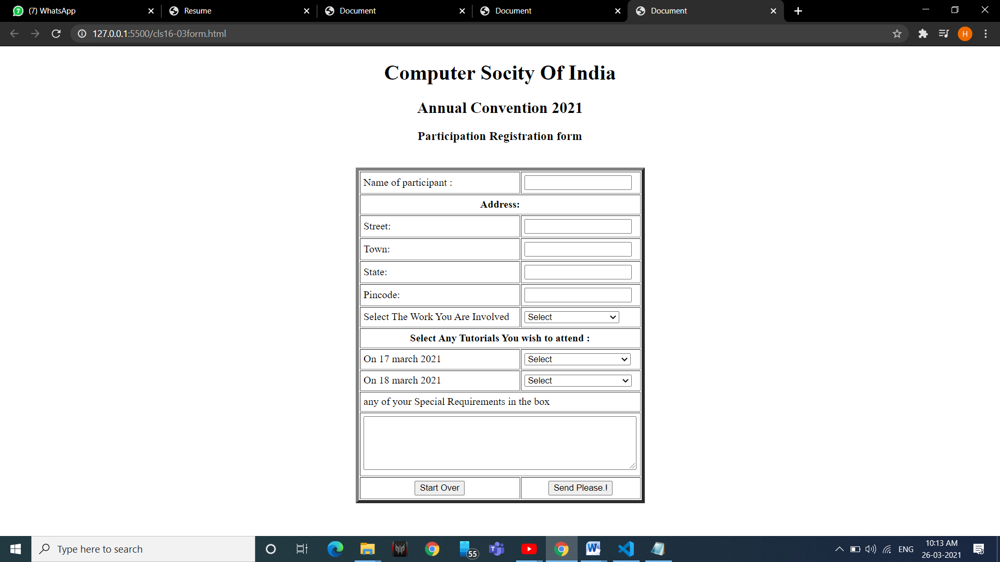 (7) WhatsApp
Resume
Document
Document
Document
127.0.0.1:5500/cls16-03form.html
H
Computer Socity Of India
Annual Convention 2021
Participation Registration form
Name of participant :
Address:
Street:
Town:
State:
Pincode:
Select The Work You Are Involved Select
Select Any Tutorials You wish to attend :
On 17 march 2021 Select
On 18 march 2021 Select
any of your Special Requirements in the box
Start Over Send Please.!
Type here to search
55
ENG
10:13 AM
26-03-2021